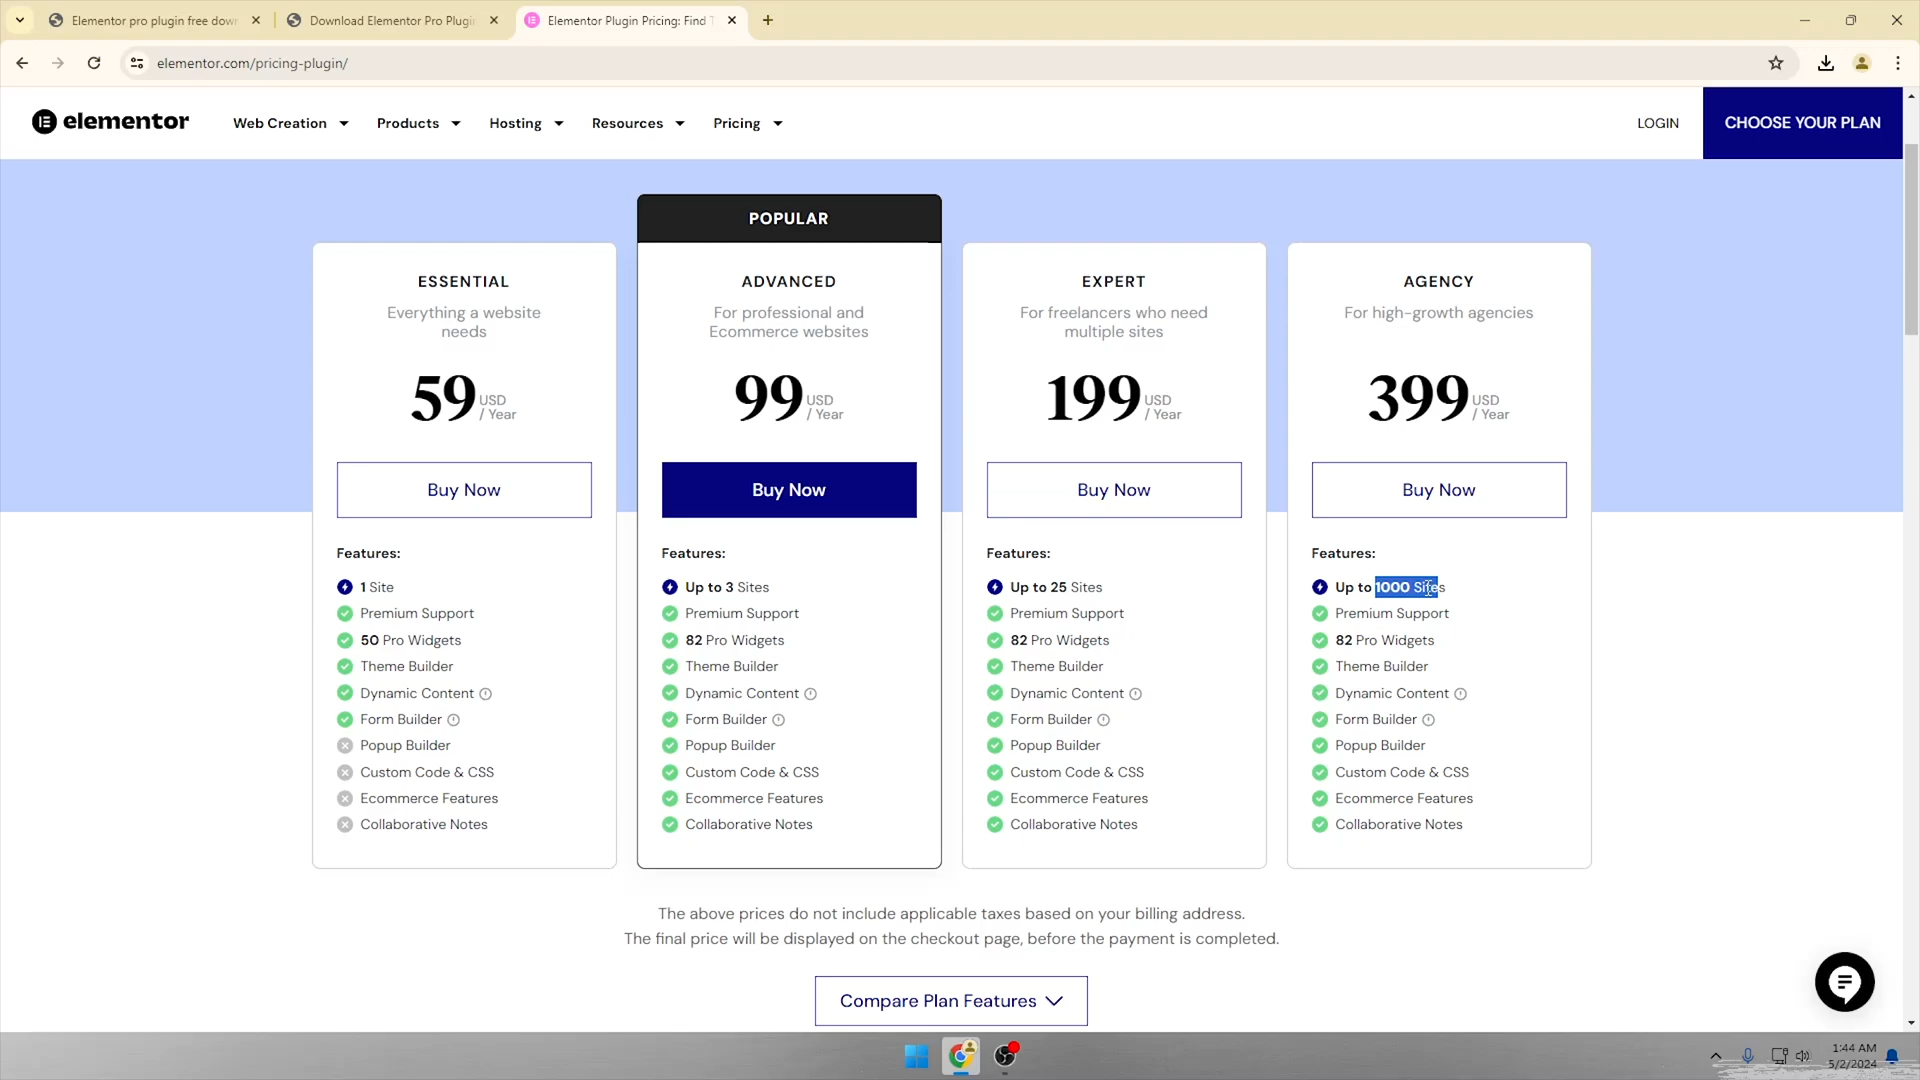 Elementor pro plugin free down
Download Elementor Pro Plugin
Elementor Plugin Pricing: Find T
elementor.com/pricing-plugin/
elementor
Web Creation
Products
Hosting
Resources
Pricing
LOGIN
CHOOSE YOUR PLAN
POPULAR
ESSENTIAL
Everything a website
needs
59 USD
/ Year
Buy Now
Features:
1 Site
Premium Support
50 Pro Widgets
Theme Builder
Dynamic Content
Form Builder
Popup Builder
Custom Code & CSS
Ecommerce Features
Collaborative Notes
ADVANCED
For professional and
Ecommerce websites
99 USD
/ Year
Buy Now
Features:
Up to 3 Sites
Premium Support
82 Pro Widgets
Theme Builder
Dynamic Content
Form Builder
Popup Builder
Custom Code & CSS
Ecommerce Features
Collaborative Notes
EXPERT
For freelancers who need
multiple sites
199 USD
/ Year
Buy Now
Features:
Up to 25 Sites
Premium Support
82 Pro Widgets
Theme Builder
Dynamic Content
Form Builder
Popup Builder
Custom Code & CSS
Ecommerce Features
Collaborative Notes
AGENCY
For high-growth agencies
399 USD
/ Year
Buy Now
Features:
Up to 1000 Sites
Premium Support
82 Pro Widgets
Theme Builder
Dynamic Content
Form Builder
Popup Builder
Custom Code & CSS
Ecommerce Features
Collaborative Notes
The above prices do not include applicable taxes based on your billing address.
The final price will be displayed on the checkout page, before the payment is completed.
Compare Plan Features
1:44 AM
5/2/2024